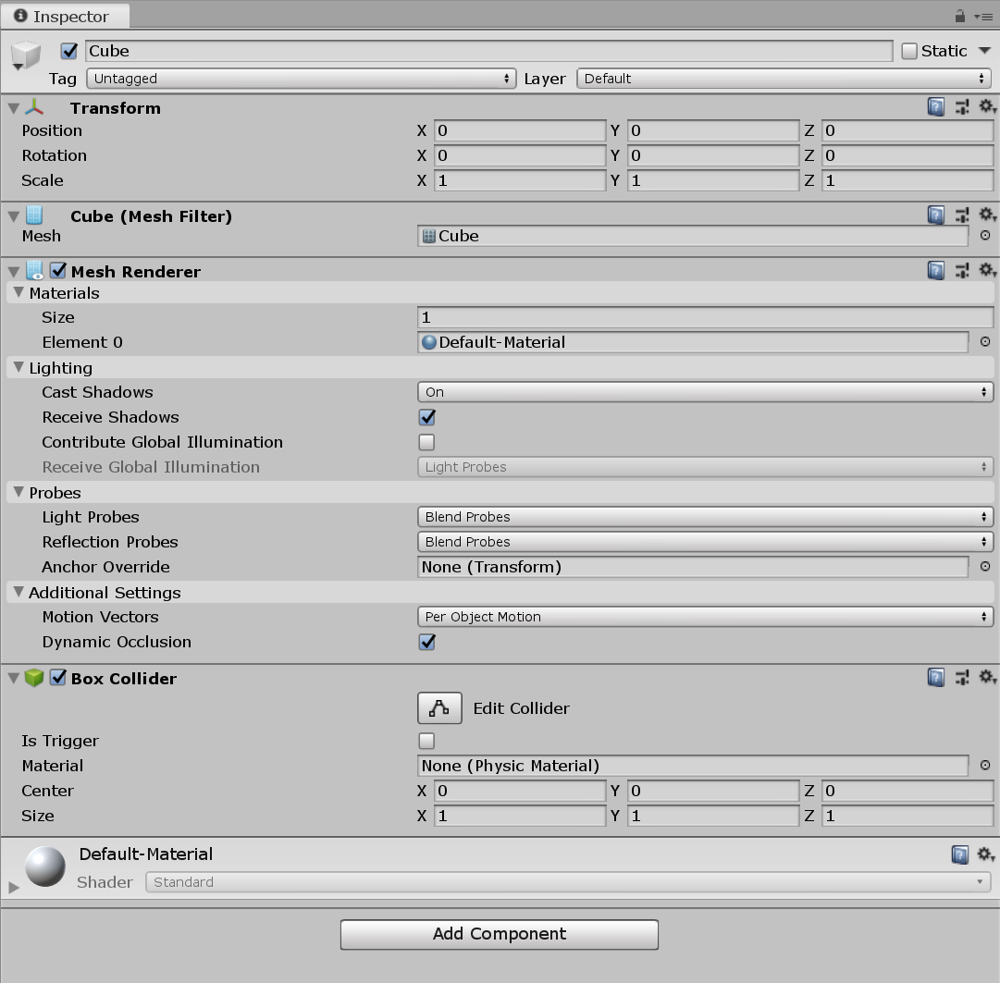 Inspector
Cube Static
Tag Untagged Layer Default
Transform
Position X 0 Y 0 Z 0
Rotation X 0 Y 0 Z 0
Scale X 1 Y 1 Z 1
Cube (Mesh Filter)
Mesh Cube
Mesh Renderer
Materials
Size 1
Element 0 Default-Material
Lighting
Cast Shadows On
Receive Shadows
Contribute Global Illumination
Receive Global Illumination Light Probes
Probes
Light Probes Blend Probes
Reflection Probes Blend Probes
Anchor Override None (Transform)
Additional Settings
Motion Vectors Per Object Motion
Dynamic Occlusion
Box Collider
Edit Collider
Is Trigger
Material None (Physic Material)
Center X 0 Y 0 Z 0
Size X 1 Y 1 Z 1
Default-Material
Shader Standard
Add Component